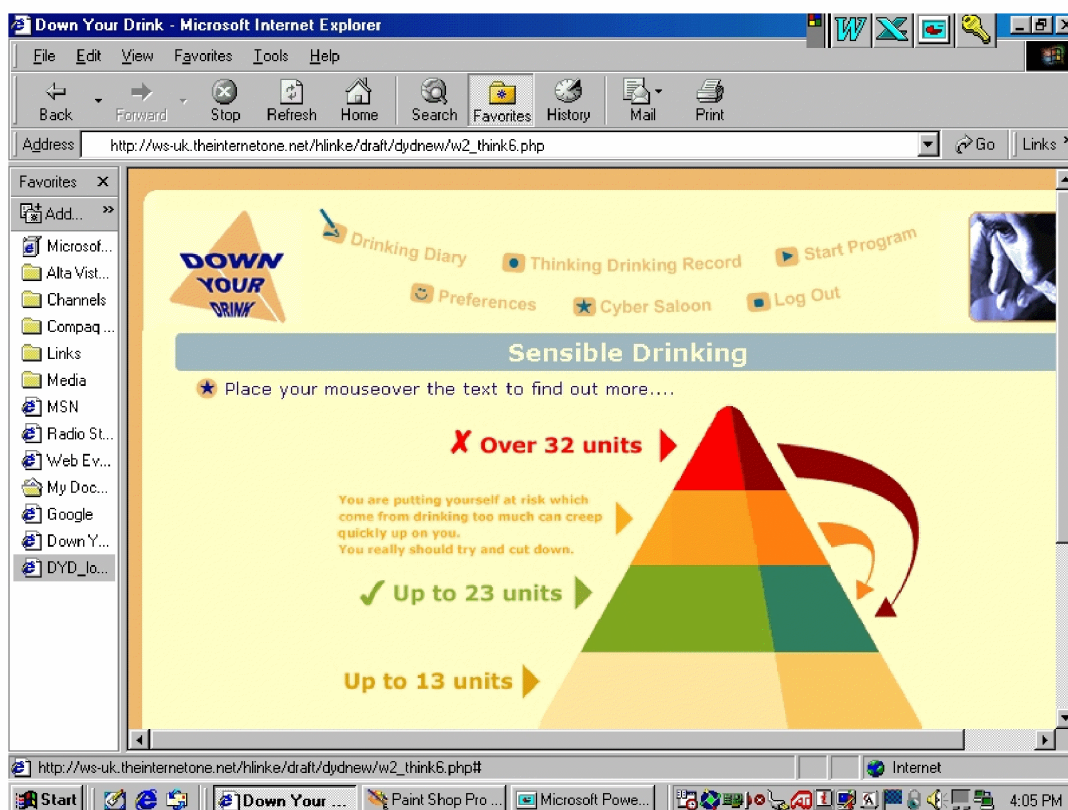 Down Your Drink - Microsoft Internet Explorer
File Edit View Favorites Tools Help
Back Forward Stop Refresh Home Search Favorites History Mail Print
Address http://ws-uk.theinternetone.net/hlinke/draft/dydnew/w2_think6.php Go Links »
Favorites X
Add... »
Microsof...
Alta Vist...
Channels
Compaq ...
Links
Media
MSN
Radio St...
Web Ev...
My Doc...
Google
Down Y...
DYD_lo...
DOWN
YOUR
DRINK
Drinking Diary
Thinking Drinking Record
Start Program
Preferences
Cyber Saloon
Log Out
Sensible Drinking
Place your mouseover the text to find out more....
✗ Over 32 units
You are putting yourself at risk which
come from drinking too much can creep
quickly up on you.
You really should try and cut down.
✓ Up to 23 units
Up to 13 units
http://ws-uk.theinternetone.net/hlinke/draft/dydnew/w2_think6.php# Internet
Start Down Your ... Paint Shop Pro ... Microsoft Powe... 4:05 PM